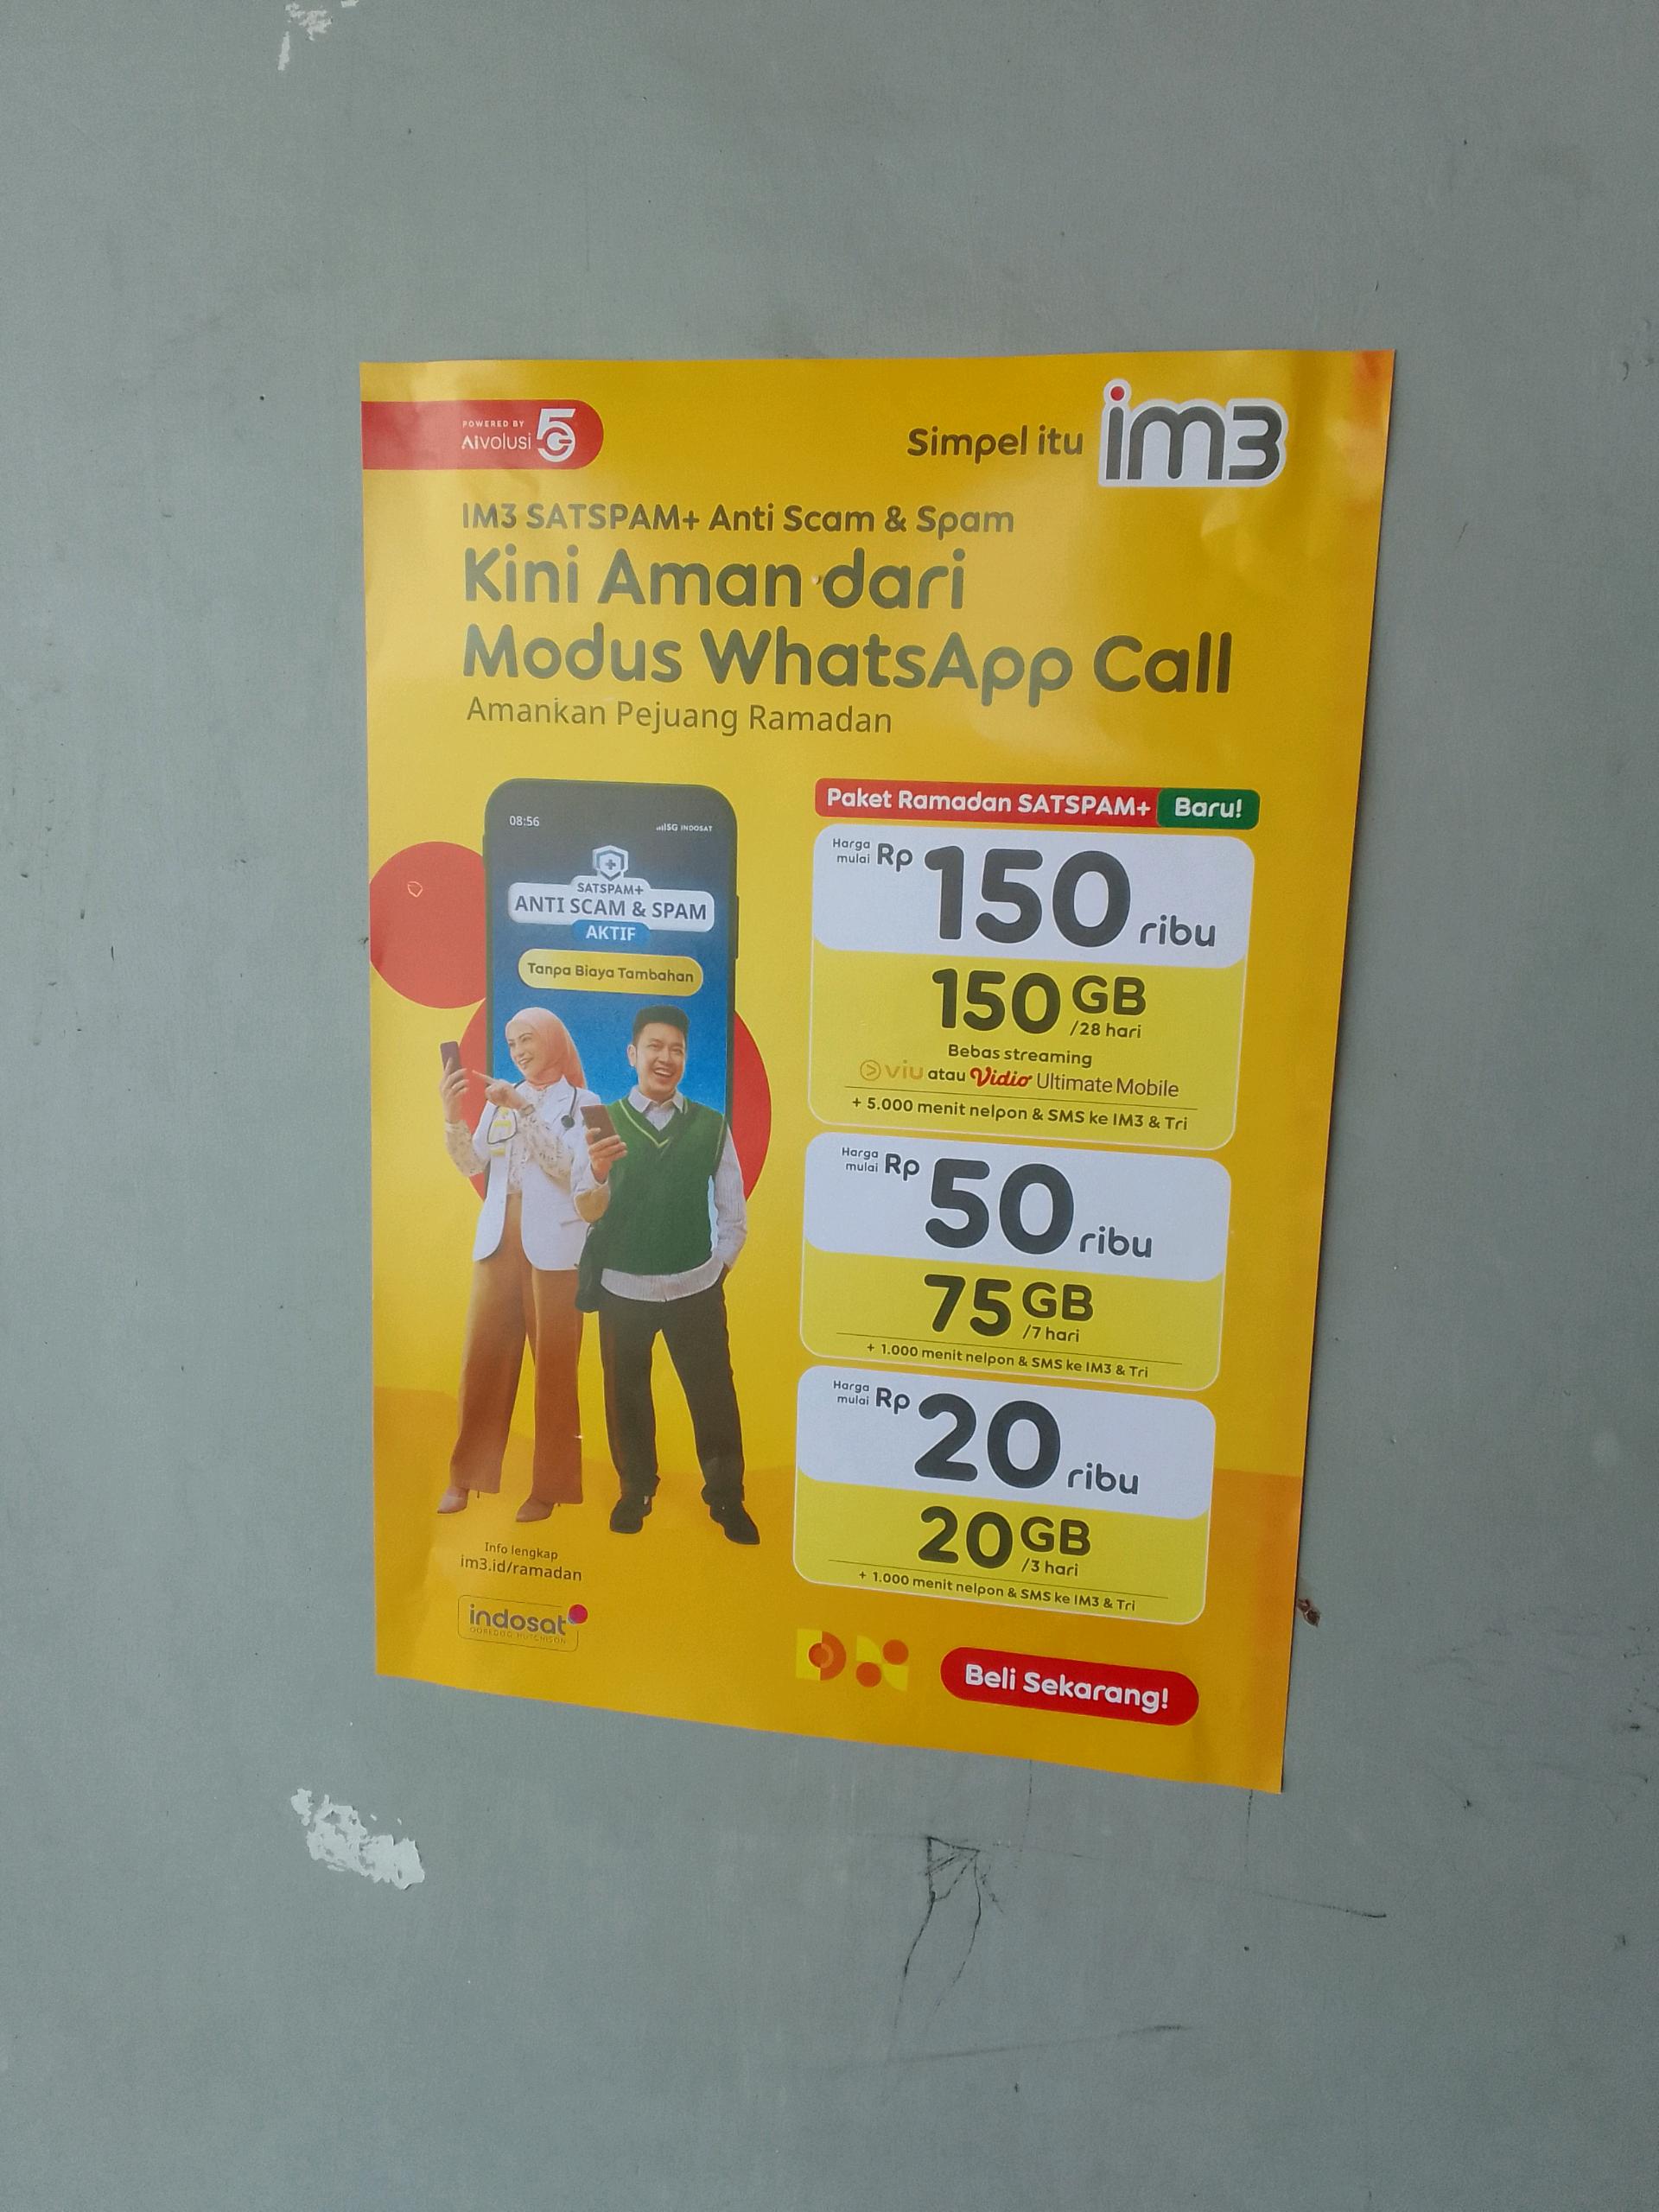 POWERED BY
AIvolusi 5G
Simpel itu im3
IM3 SATSPAM+ Anti Scam & Spam
Kini Aman dari
Modus WhatsApp Call
Amankan Pejuang Ramadan
08:56
5G INDOSAT
SATSPAM+
ANTI SCAM & SPAM
AKTIF
Tanpa Biaya Tambahan
Paket Ramadan SATSPAM+ Baru!
Harga mulai Rp 150 ribu
150 GB
/28 hari
Bebas streaming
viu atau Vidio Ultimate Mobile
+ 5.000 menit nelpon & SMS ke IM3 & Tri
Harga mulai Rp 50 ribu
75 GB
/7 hari
+ 1.000 menit nelpon & SMS ke IM3 & Tri
Harga mulai Rp 20 ribu
20 GB
/3 hari
+ 1.000 menit nelpon & SMS ke IM3 & Tri
Info lengkap
im3.id/ramadan
indosat
OOREDOO HUTCHISON
Beli Sekarang!